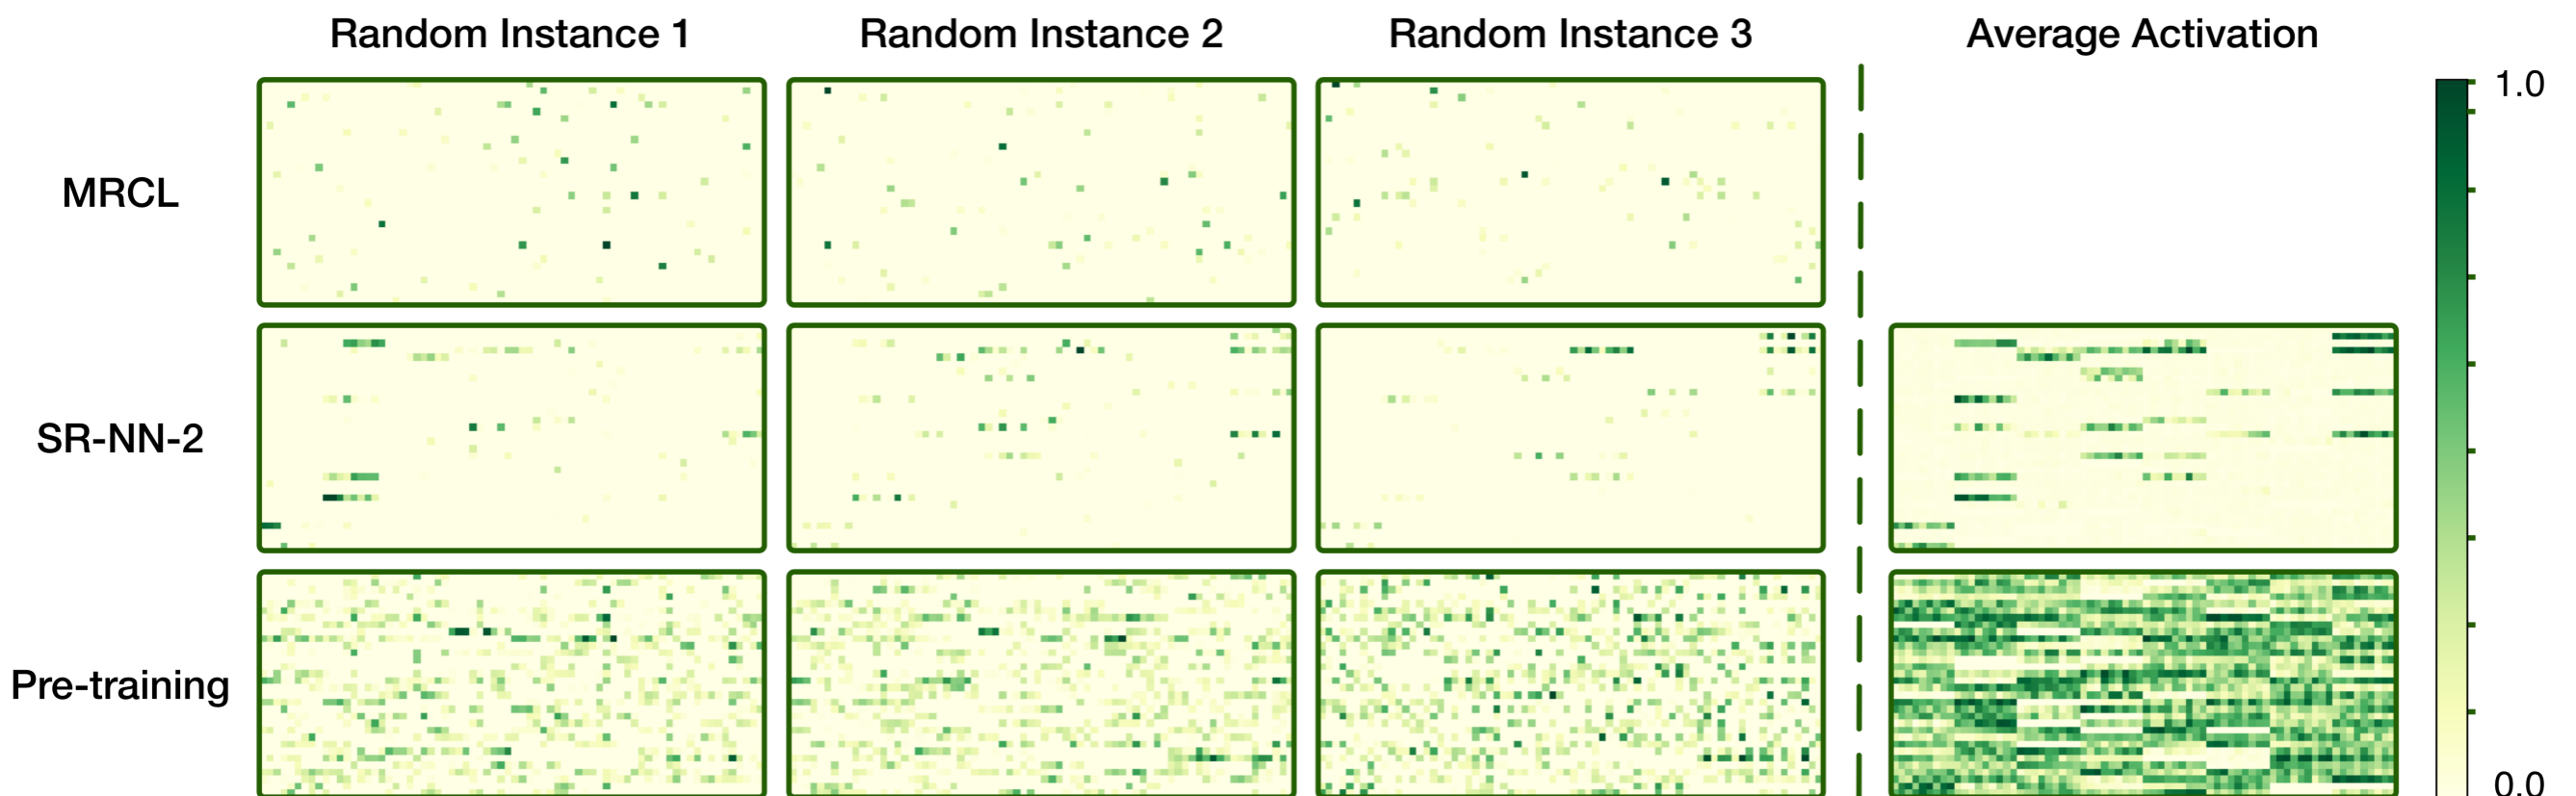 Random Instance 1 Random Instance 2 Random Instance 3 Average Activation
1.0
MRCL
SR-NN-2
Pre-training
0.0